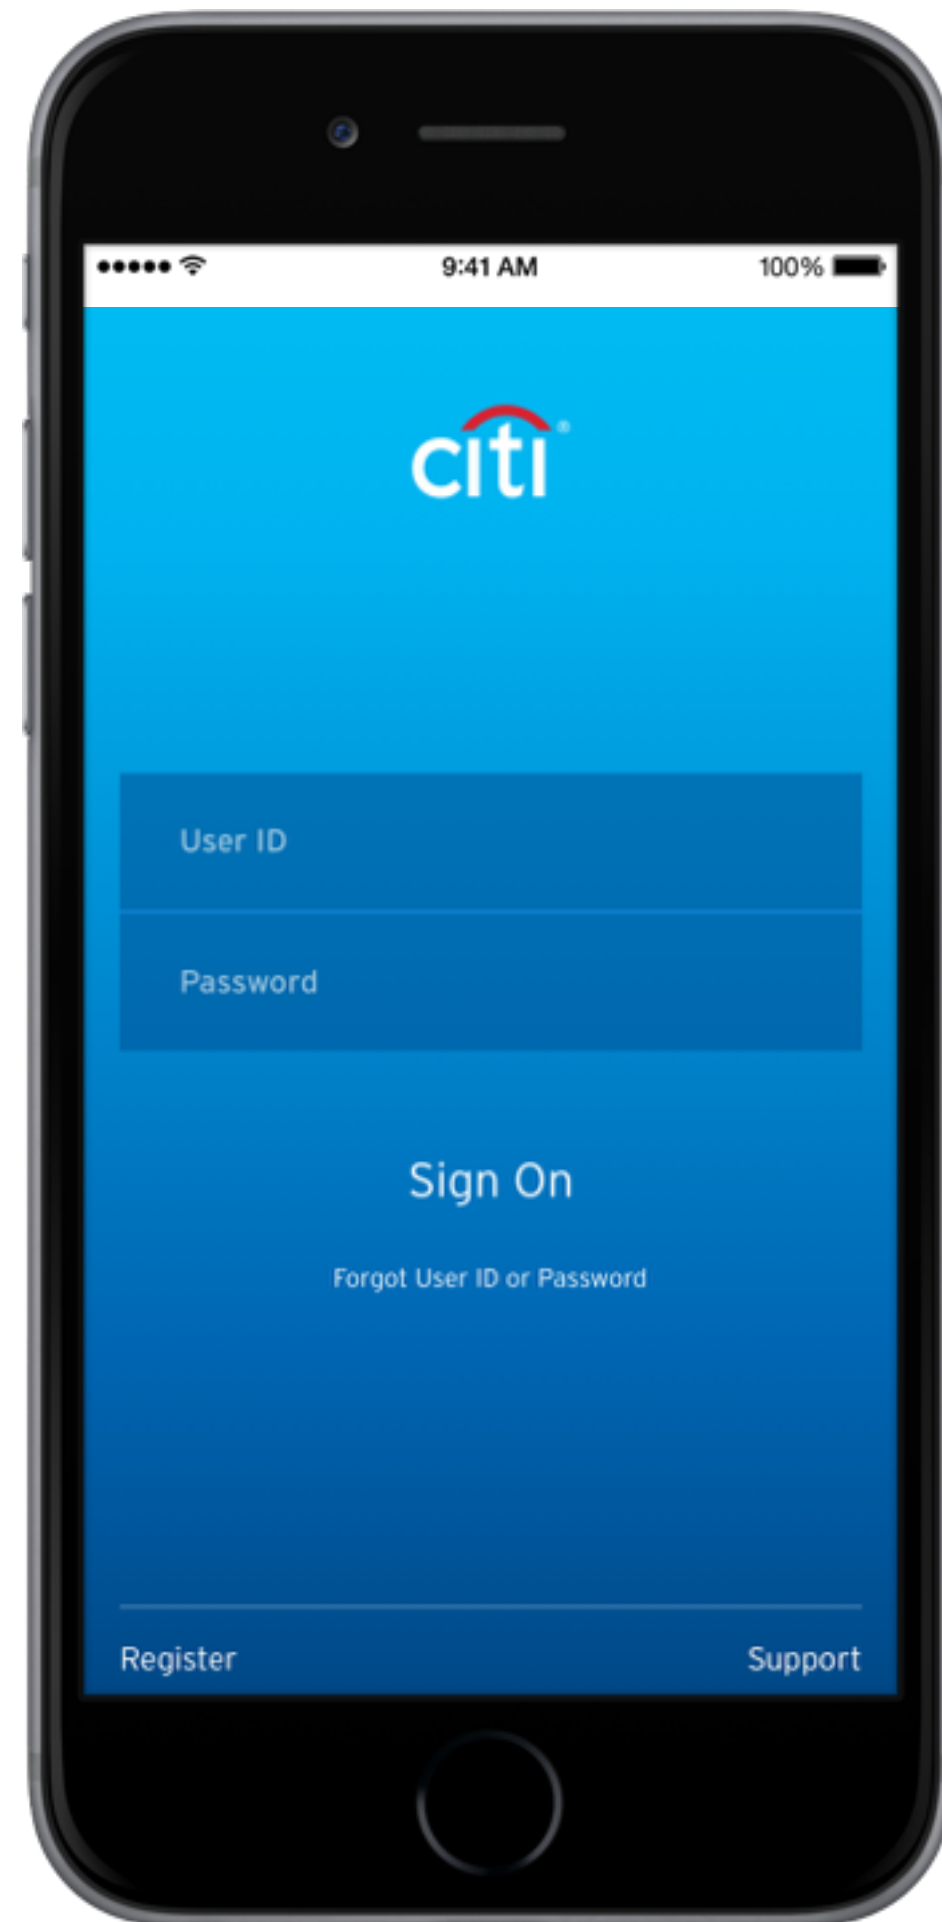 9:41 AM 100%
citi®
User ID
Password
Sign On
Forgot User ID or Password
Register Support